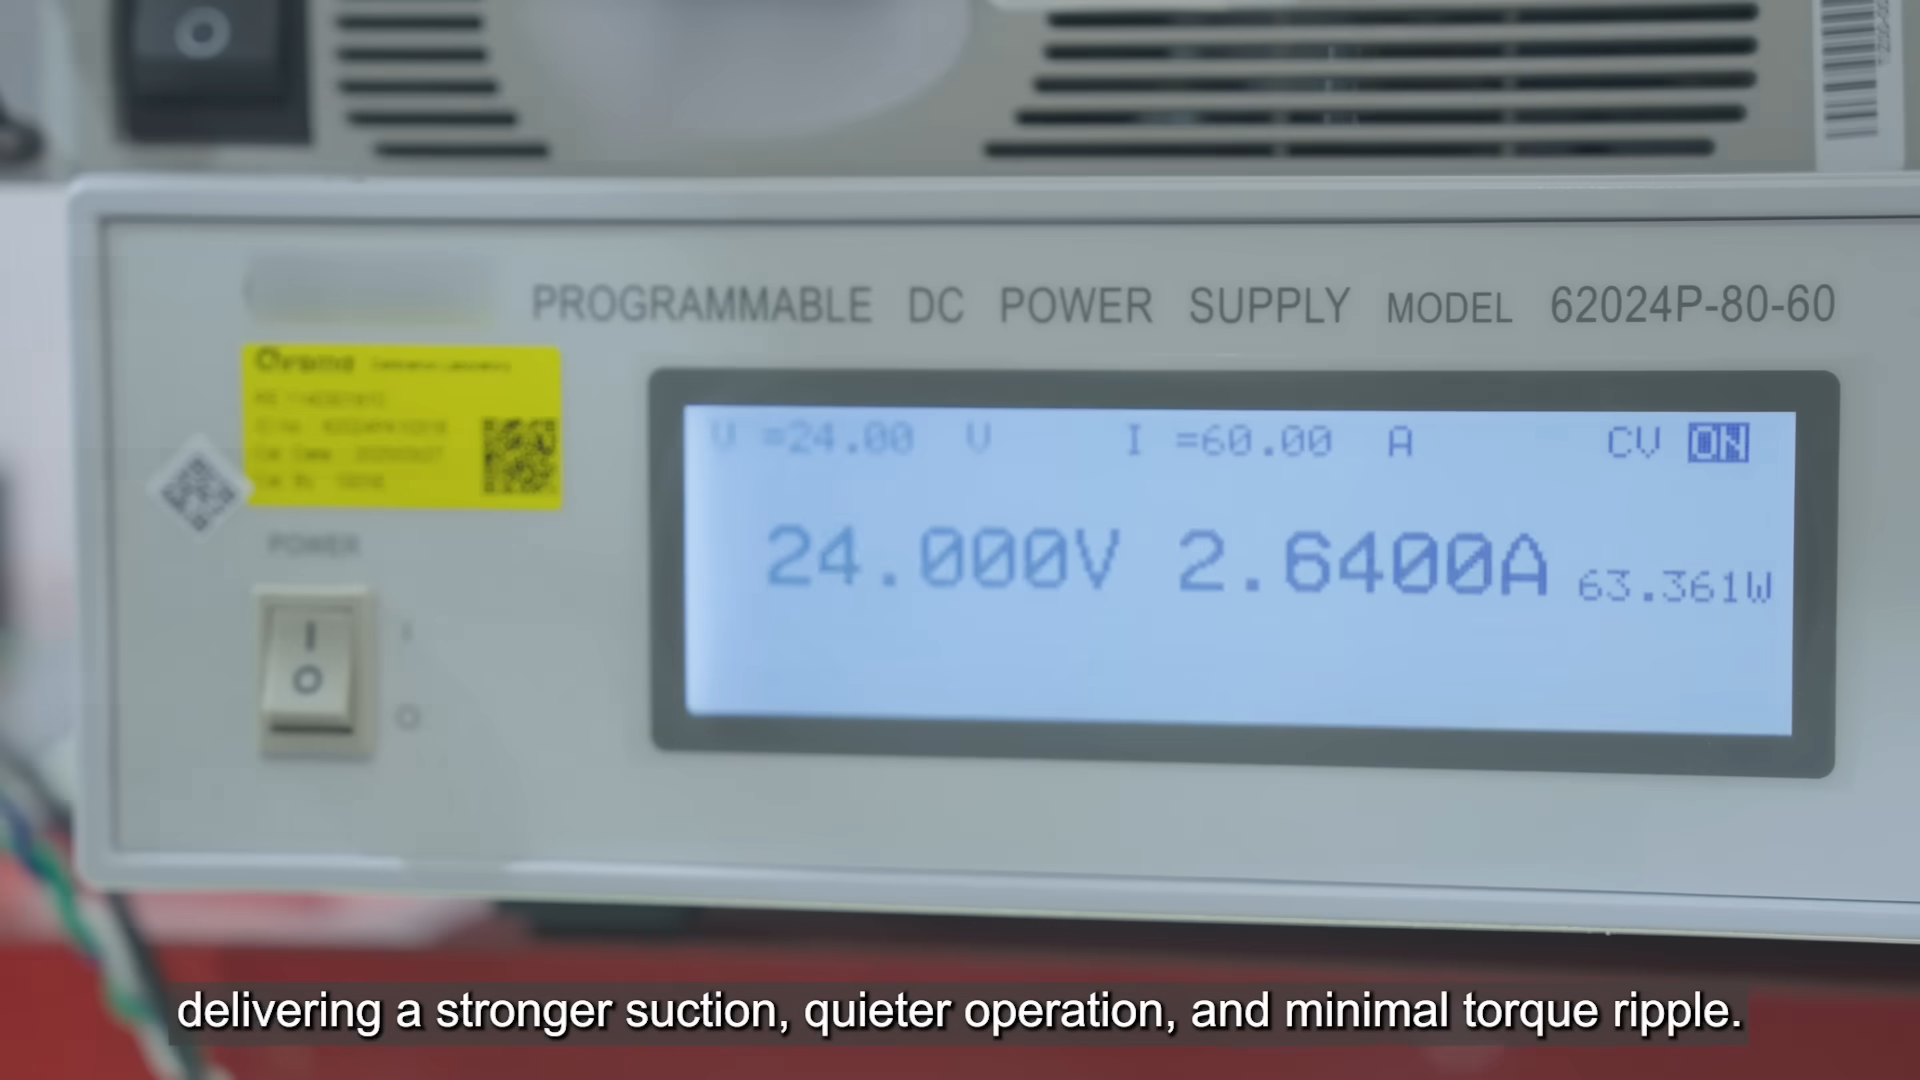 PROGRAMMABLE DC POWER SUPPLY MODEL 62024P-80-60
Chroma
V =24.00 V I =60.00 A CV ON
24.000V 2.6400A 63.361W
POWER
delivering a stronger suction, quieter operation, and minimal torque ripple.